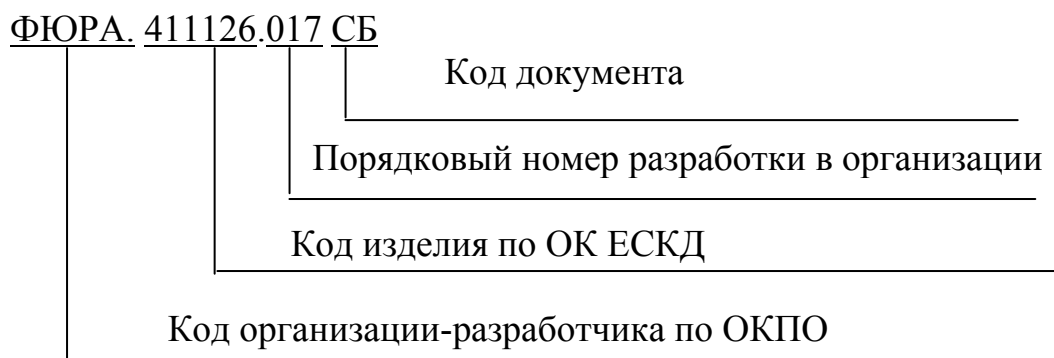 ФЮРА. 411126.017 СБ
Код документа
Порядковый номер разработки в организации
Код изделия по ОК ЕСКД
Код организации-разработчика по ОКПО